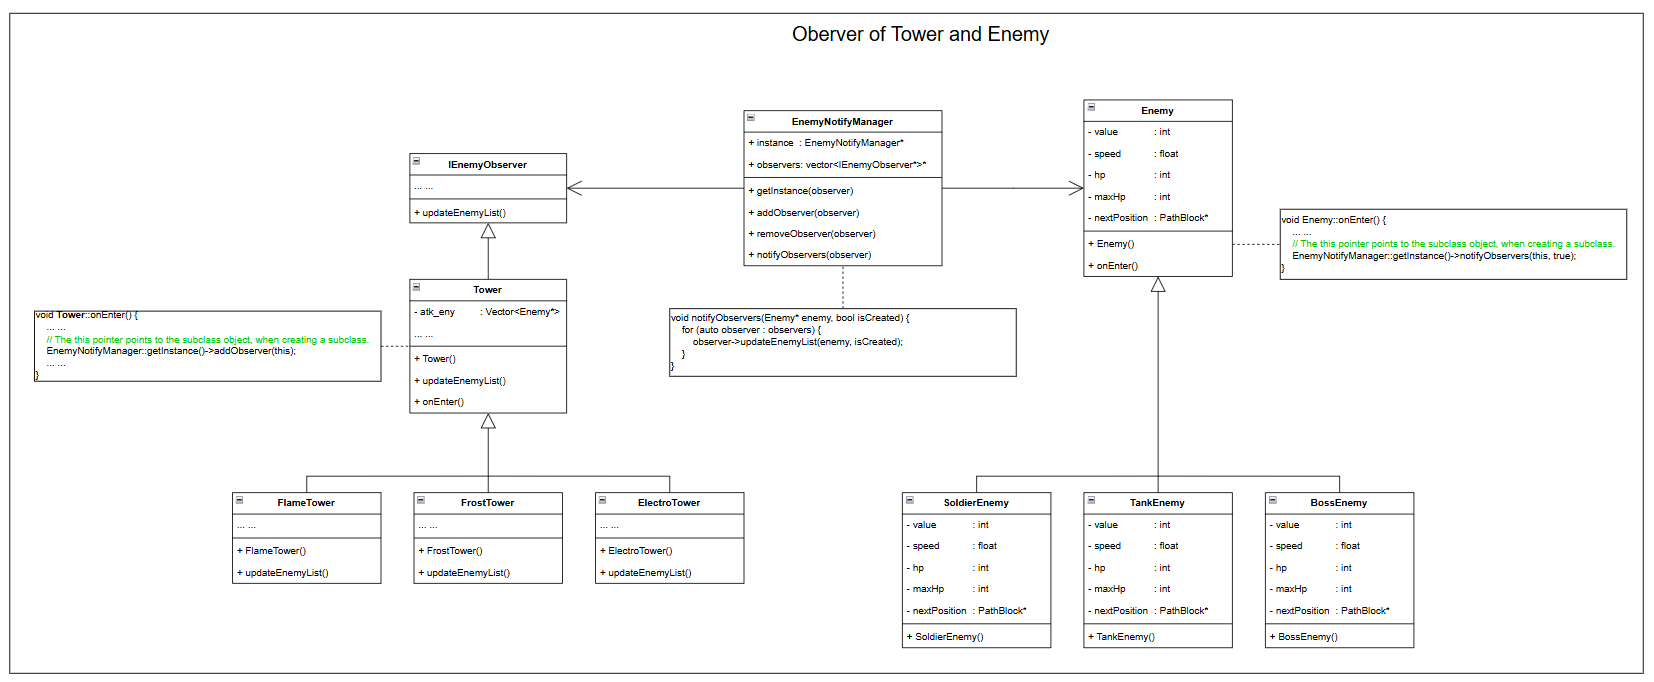 Oberver of Tower and Enemy
IEnemyObserver
... ...
+ updateEnemyList()
EnemyNotifyManager
+ instance : EnemyNotifyManager*
+ observers: vector<IEnemyObserver*>*
+ getInstance(observer)
+ addObserver(observer)
+ removeObserver(observer)
+ notifyObservers(observer)
Enemy
- value : int
- speed : float
- hp : int
- maxHp : int
- nextPosition : PathBlock*
+ Enemy()
+ onEnter()
void Enemy::onEnter() {
... ...
// The this pointer points to the subclass object, when creating a subclass.
EnemyNotifyManager::getInstance()->notifyObservers(this, true);
}
Tower
- atk_eny : Vector<Enemy*>
... ...
+ Tower()
+ updateEnemyList()
+ onEnter()
void Tower::onEnter() {
... ...
// The this pointer points to the subclass object, when creating a subclass.
EnemyNotifyManager::getInstance()->addObserver(this);
... ...
}
void notifyObservers(Enemy* enemy, bool isCreated) {
for (auto observer : observers) {
observer->updateEnemyList(enemy, isCreated);
}
}
FlameTower
... ...
+ FlameTower()
+ updateEnemyList()
FrostTower
... ...
+ FrostTower()
+ updateEnemyList()
ElectroTower
... ...
+ ElectroTower()
+ updateEnemyList()
SoldierEnemy
- value : int
- speed : float
- hp : int
- maxHp : int
- nextPosition : PathBlock*
+ SoldierEnemy()
TankEnemy
- value : int
- speed : float
- hp : int
- maxHp : int
- nextPosition : PathBlock*
+ TankEnemy()
BossEnemy
- value : int
- speed : float
- hp : int
- maxHp : int
- nextPosition : PathBlock*
+ BossEnemy()